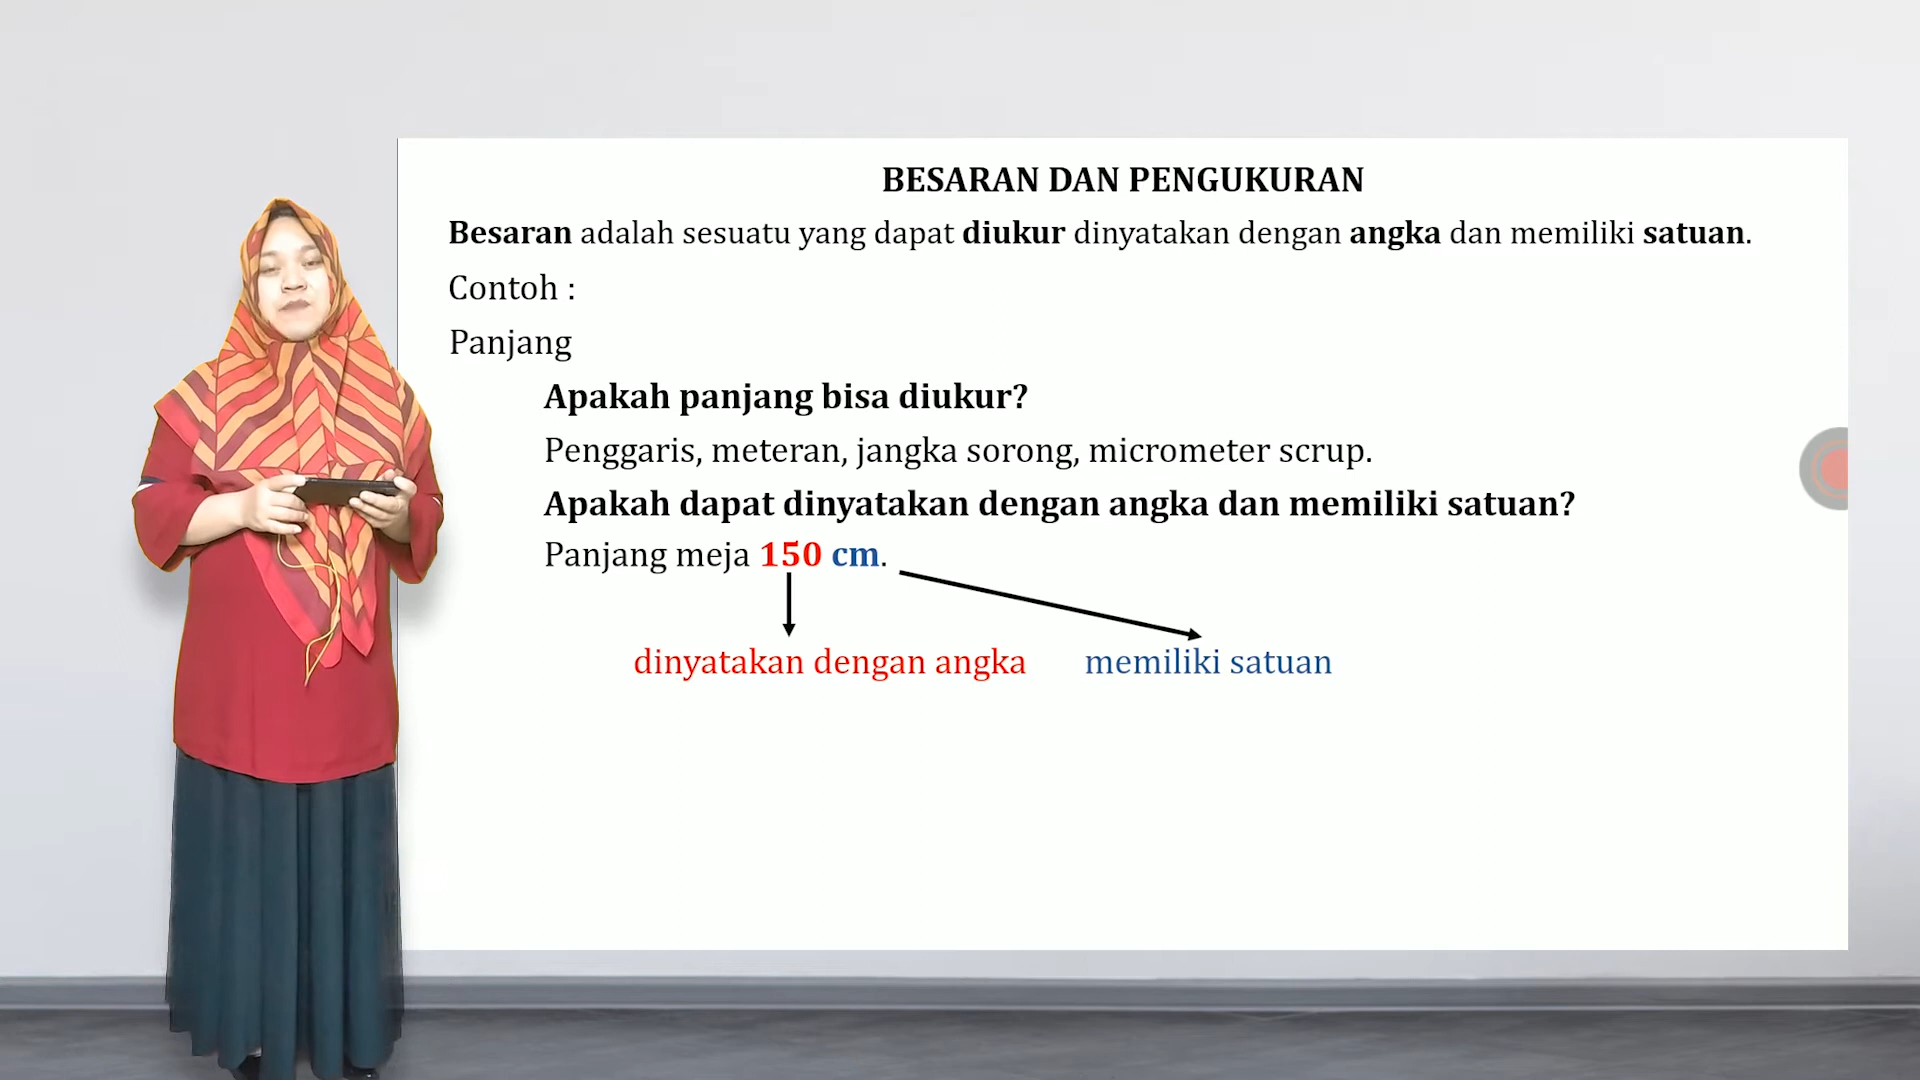 BESARAN DAN PENGUKURAN
Besaran adalah sesuatu yang dapat diukur dinyatakan dengan angka dan memiliki satuan.
Contoh :
Panjang
Apakah panjang bisa diukur?
Penggaris, meteran, jangka sorong, micrometer scrup.
Apakah dapat dinyatakan dengan angka dan memiliki satuan?
Panjang meja 150 cm.
dinyatakan dengan angka memiliki satuan